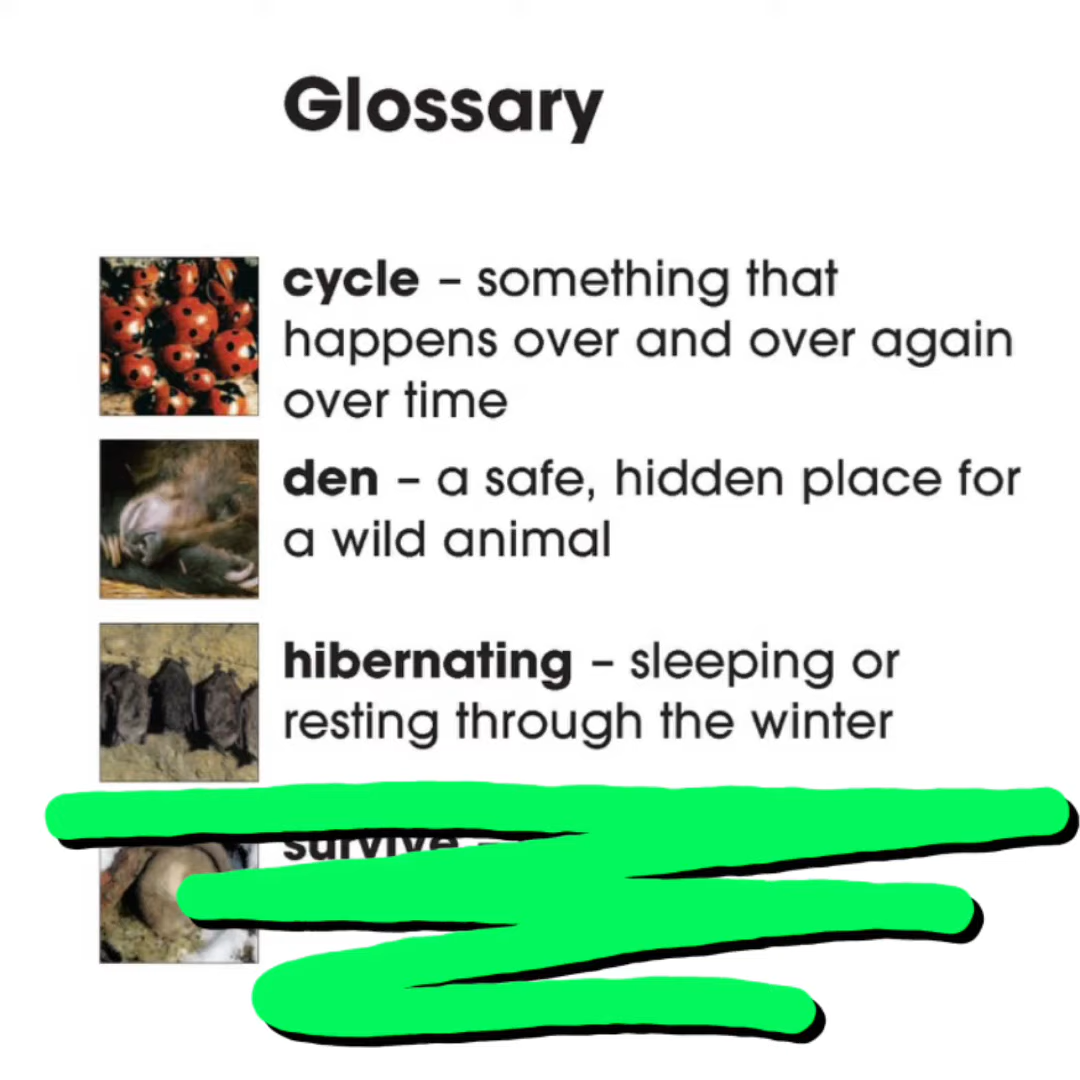 Glossary
cycle – something that
happens over and over again
over time
den – a safe, hidden place for
a wild animal
hibernating – sleeping or
resting through the winter
survive –